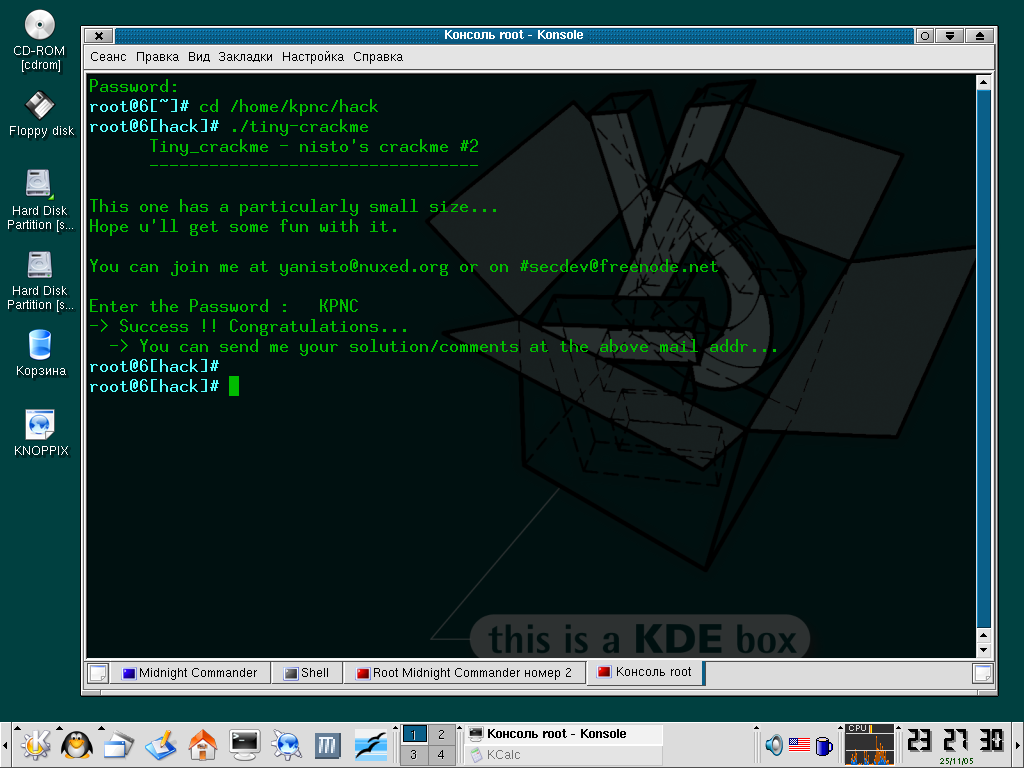 CD-ROM
[cdrom]
Floppy disk
Hard Disk
Partition [s...
Hard Disk
Partition [s...
Корзина
KNOPPIX
Консоль root - Konsole
Сеанс Правка Вид Закладки Настройка Справка
Password:
root@6[~]# cd /home/kpnc/hack
root@6[hack]# ./tiny-crackme
Tiny_crackme - nisto's crackme #2
---------------------------------
This one has a particularly small size...
Hope u'll get some fun with it.
You can join me at yanisto@nuxed.org or on #secdev@freenode.net
Enter the Password : KPNC
-> Success !! Congratulations...
-> You can send me your solution/comments at the above mail addr...
root@6[hack]#
root@6[hack]#
this is a KDE box
Midnight Commander Shell Root Midnight Commander номер 2 Консоль root
1 2
3 4
Консоль root - Konsole
KCalc
CPU
23 27 30
25/11/05